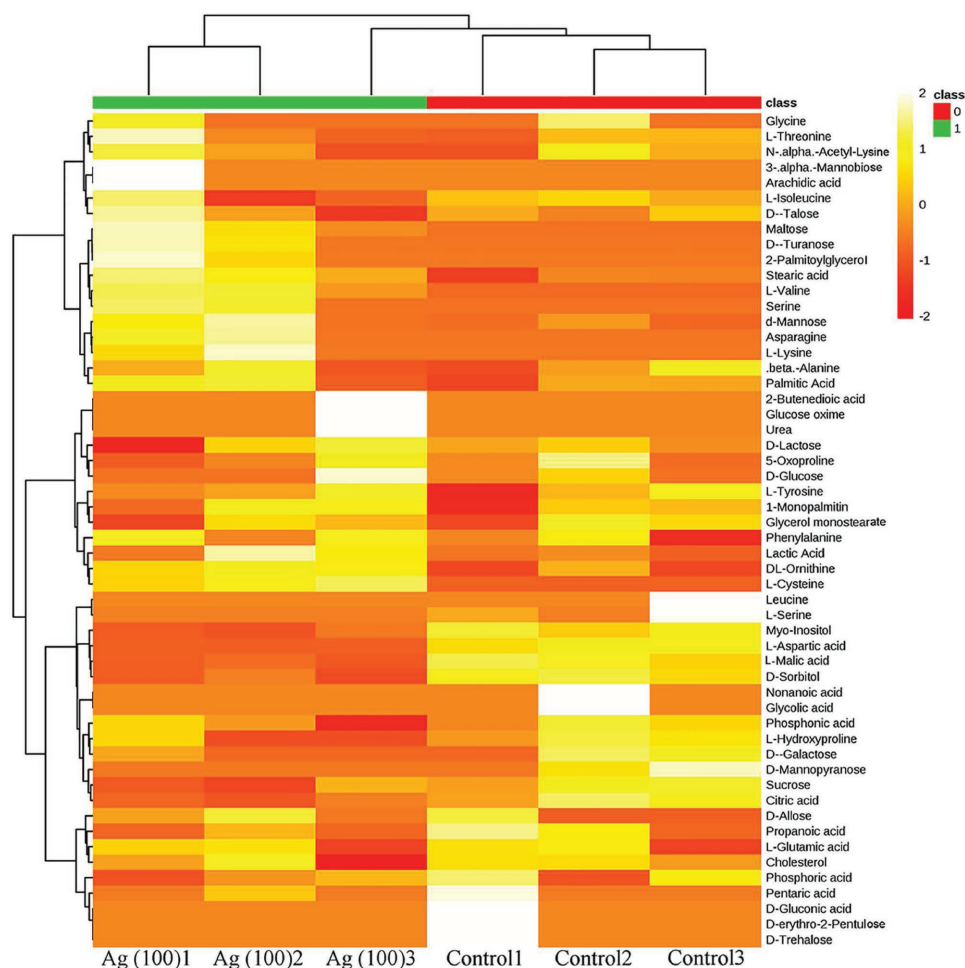 class
Glycine
L-Threonine
N-.alpha.-Acetyl-Lysine
3-.alpha.-Mannobiose
Arachidic acid
L-Isoleucine
D--Talose
Maltose
D--Turanose
2-Palmitoylglycerol
Stearic acid
L-Valine
Serine
d-Mannose
Asparagine
L-Lysine
.beta.-Alanine
Palmitic Acid
2-Butenedioic acid
Glucose oxime
Urea
D-Lactose
5-Oxoproline
D-Glucose
L-Tyrosine
1-Monopalmitin
Glycerol monostearate
Phenylalanine
Lactic Acid
DL-Ornithine
L-Cysteine
Leucine
L-Serine
Myo-Inositol
L-Aspartic acid
L-Malic acid
D-Sorbitol
Nonanoic acid
Glycolic acid
Phosphonic acid
L-Hydroxyproline
D--Galactose
D-Mannopyranose
Sucrose
Citric acid
D-Allose
Propanoic acid
L-Glutamic acid
Cholesterol
Phosphoric acid
Pentaric acid
D-Gluconic acid
D-erythro-2-Pentulose
D-Trehalose
Ag (100)1 Ag (100)2 Ag (100)3 Control1 Control2 Control3
2
1
0
-1
-2
class
0
1